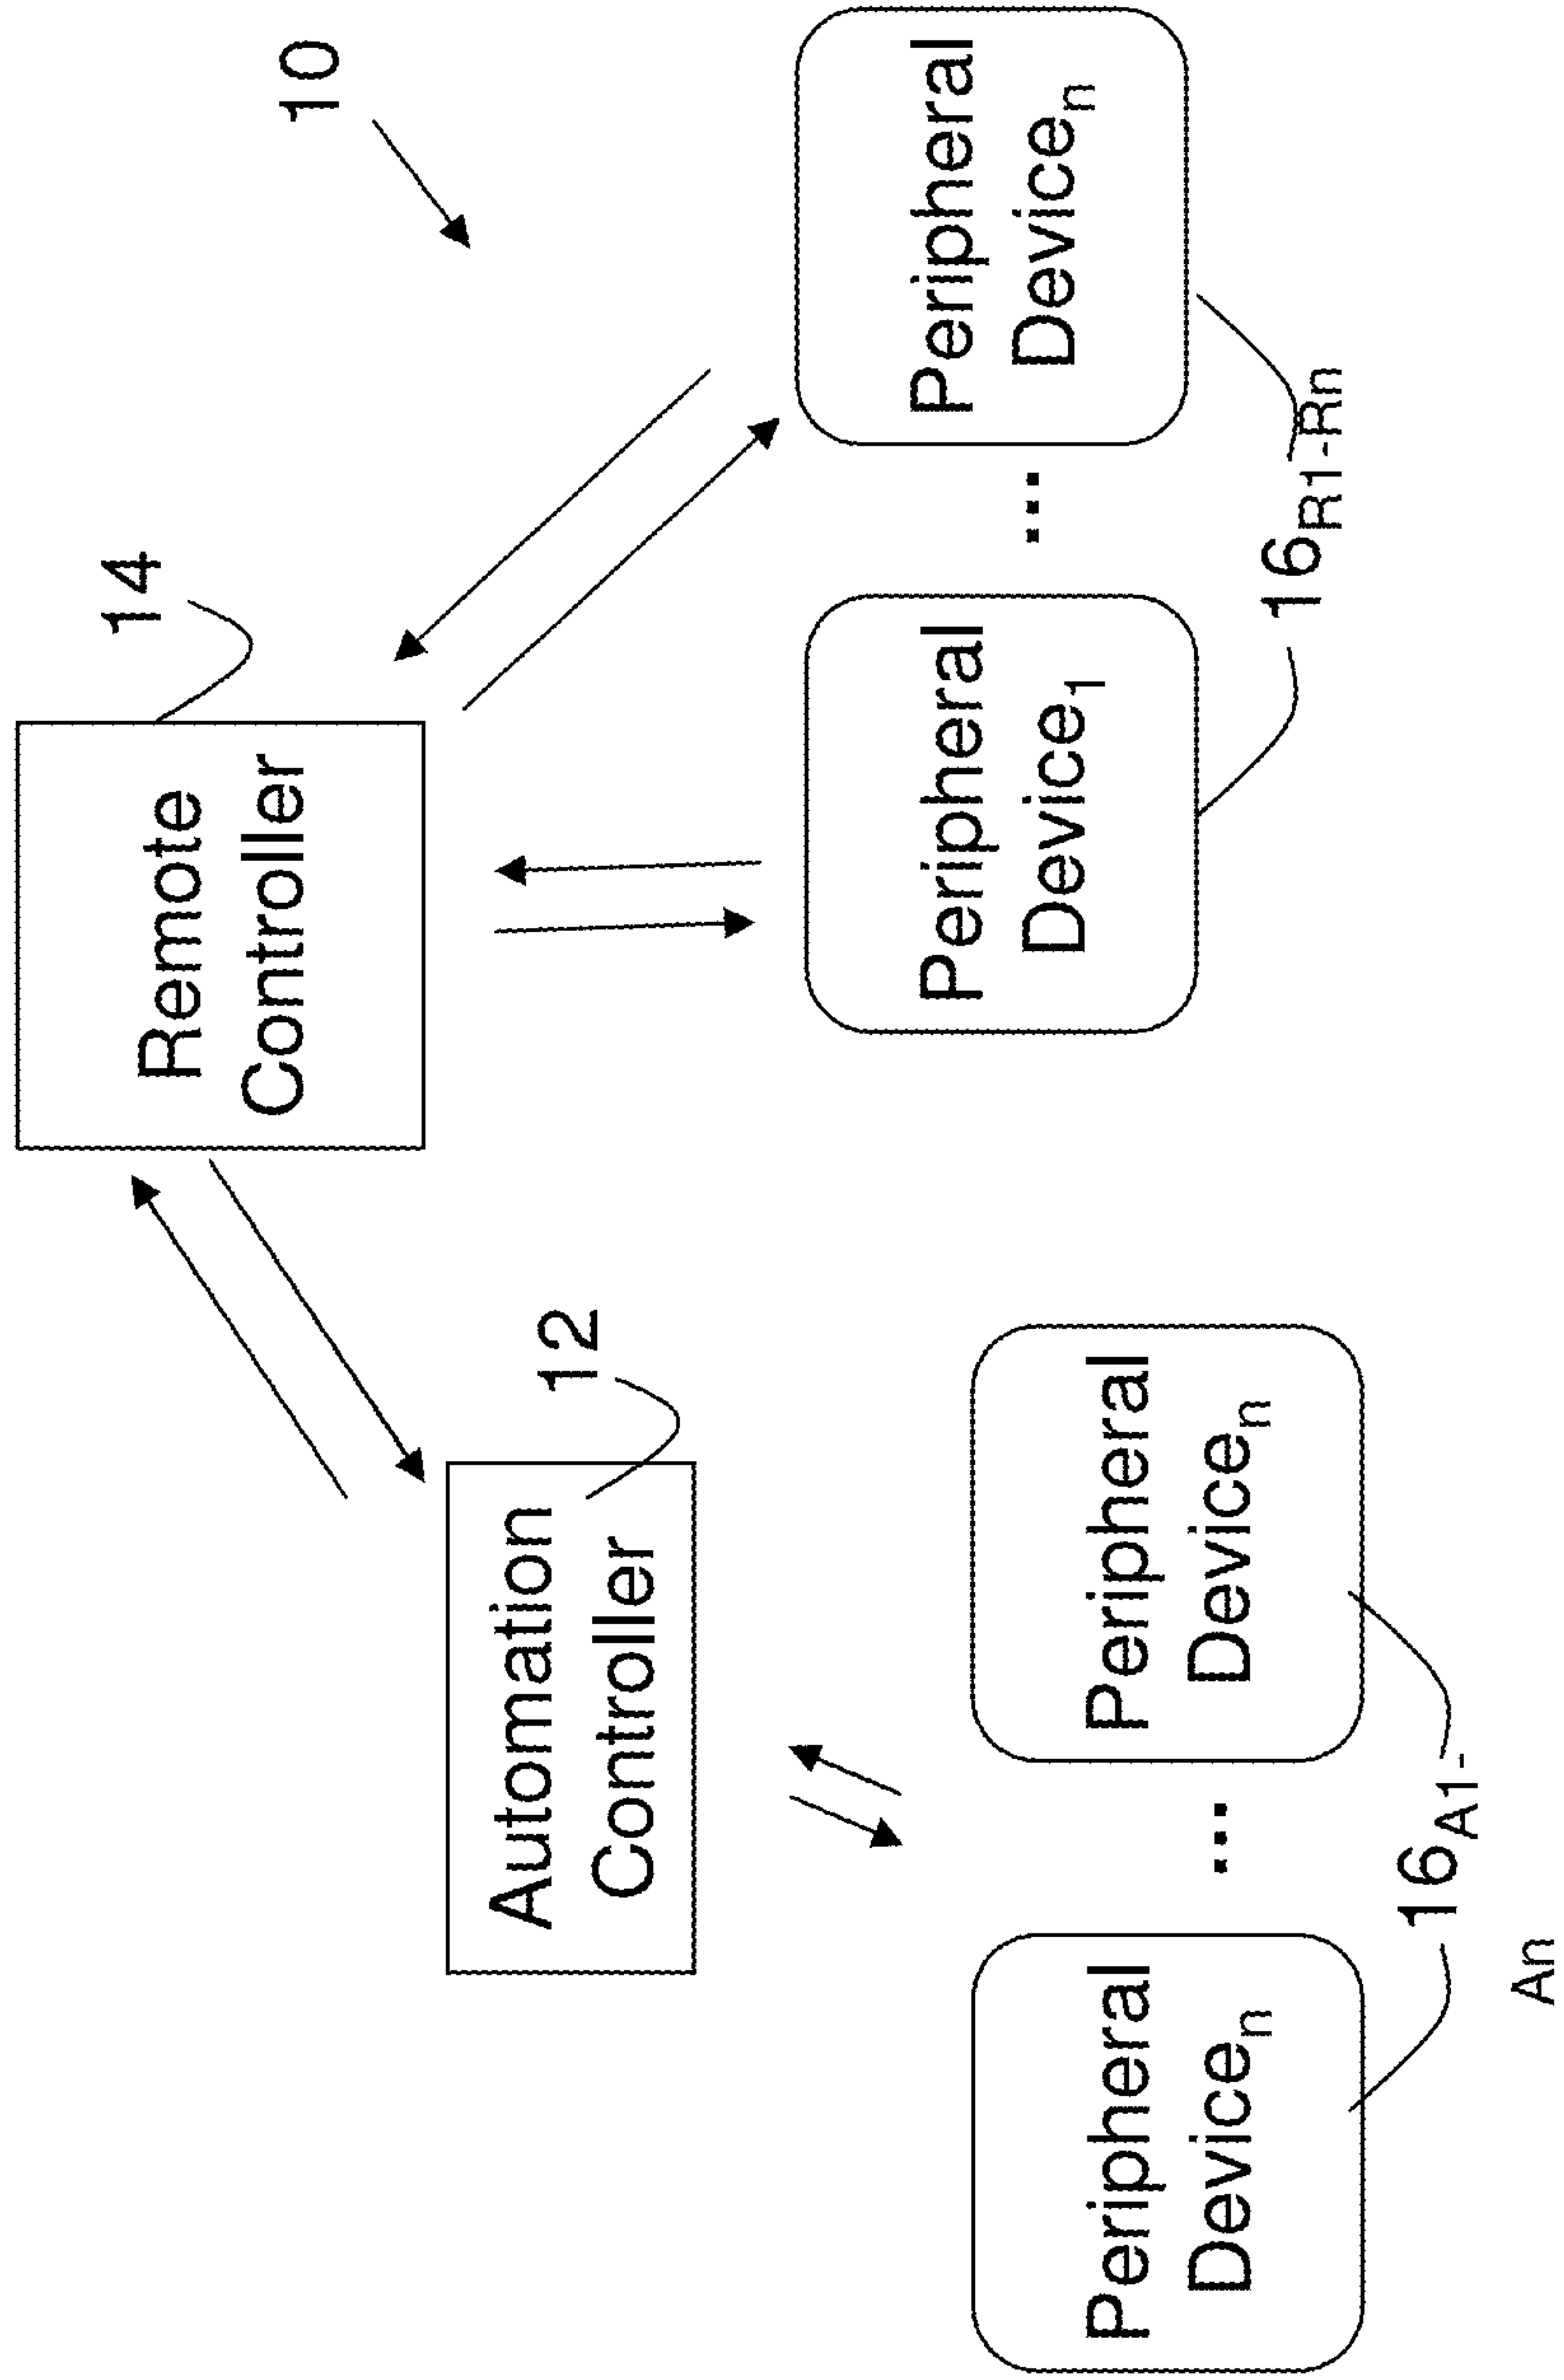 10
14
Remote
Controller
12
Automation
Controller
Peripheral
Device1
...
Peripheral
Devicen
16R1-Rn
Peripheral
Devicen
...
Peripheral
Devicen
16A1-
An